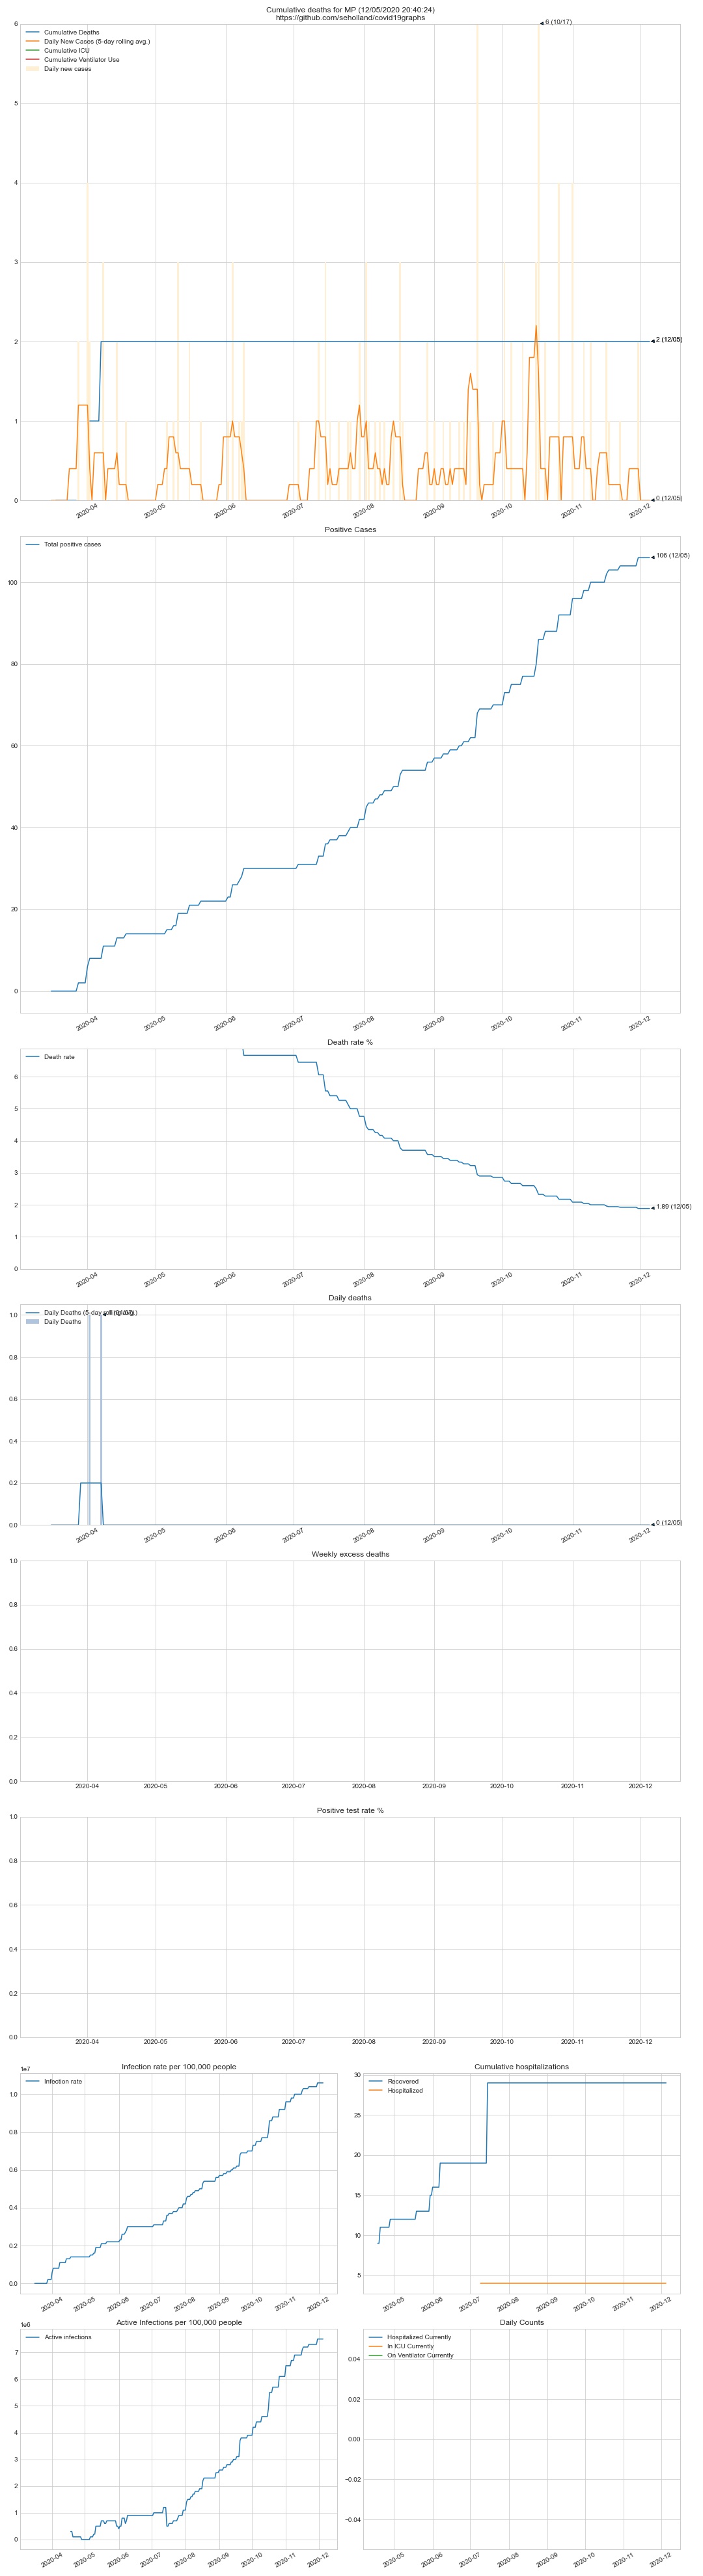 Cumulative deaths for MP (12/05/2020 20:40:24)
https://github.com/seholland/covid19graphs
Cumulative Deaths
Daily New Cases (5-day rolling avg.)
Cumulative ICU
Cumulative Ventilator Use
Daily new cases
6 (10/17)
2 (12/05)
0 (12/05)
6
5
4
3
2
1
0
2020-04 2020-05 2020-06 2020-07 2020-08 2020-09 2020-10 2020-11 2020-12
Positive Cases
Total positive cases
106 (12/05)
100
80
60
40
20
0
2020-04 2020-05 2020-06 2020-07 2020-08 2020-09 2020-10 2020-11 2020-12
Death rate %
Death rate
1.89 (12/05)
6
5
4
3
2
1
0
2020-04 2020-05 2020-06 2020-07 2020-08 2020-09 2020-10 2020-11 2020-12
Daily deaths
Daily Deaths (5-day rolling avg.)
Daily Deaths
0 (12/05)
1.0
0.8
0.6
0.4
0.2
0.0
2020-04 2020-05 2020-06 2020-07 2020-08 2020-09 2020-10 2020-11 2020-12
Weekly excess deaths
1.0
0.8
0.6
0.4
0.2
0.0
2020-04 2020-05 2020-06 2020-07 2020-08 2020-09 2020-10 2020-11 2020-12
Positive test rate %
1.0
0.8
0.6
0.4
0.2
0.0
2020-04 2020-05 2020-06 2020-07 2020-08 2020-09 2020-10 2020-11 2020-12
Infection rate per 100,000 people
1e7
Infection rate
1.0
0.8
0.6
0.4
0.2
0.0
2020-04 2020-05 2020-06 2020-07 2020-08 2020-09 2020-10 2020-11 2020-12
Cumulative hospitalizations
Recovered
Hospitalized
30
25
20
15
10
5
2020-05 2020-06 2020-07 2020-08 2020-09 2020-10 2020-11 2020-12
Active Infections per 100,000 people
1e6
Active infections
7
6
5
4
3
2
1
0
2020-04 2020-05 2020-06 2020-07 2020-08 2020-09 2020-10 2020-11 2020-12
Daily Counts
Hospitalized Currently
In ICU Currently
On Ventilator Currently
0.04
0.02
0.00
−0.02
−0.04
2020-05 2020-06 2020-07 2020-08 2020-09 2020-10 2020-11 2020-12